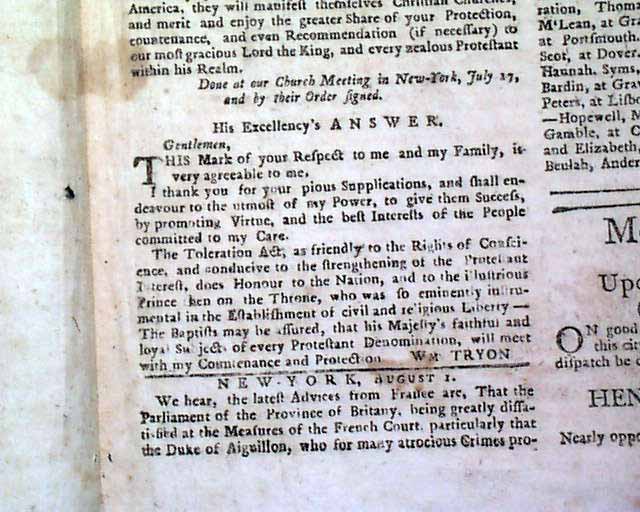 America, they will manifest themselves Christian Churches,
and merit and enjoy the greater Share of your Protection,
countenance, and even Recommendation (if necessary) to
our most gracious Lord the King, and every zealous Protestant
within his Realm.
Done at our Church Meeting in New-York, July 27,
and by their Order signed.
His Excellency's ANSWER.
Gentlemen,
THIS Mark of your Respect to me and my Family, is
very agreeable to me.
I thank you for your pious Supplications, and shall en-
deavour to the utmost of my Power, to give them Success,
by promoting Virtue, and the best Interests of the People
committed to my Care.
The Toleration Act, as friendly to the Rights of Consci-
ence, and conducive to the strengthening of the Protestant
Interest, does Honour to the Nation, and to the illustrious
Prince then on the Throne, who was so eminently instru-
mental in the Establishment of civil and religious Liberty—
The Baptists may be assured, that his Majesty's faithful and
loyal Subjects of every Protestant Denomination, will meet
with my Countenance and Protection. Wm TRYON
NEW-YORK, AUGUST 1.
We hear, the latest Advices from France are, That the
Parliament of the Province of Britany, being greatly dissa-
tisfied at the Measures of the French Court, particularly that
the Duke of Aiguillon, who for many atrocious Crimes pro-
ration, Thom
M'Lean, at Gr
at Portsmouth.
Scot, at Dover.
Hannah, Syms,
Bardin, at Gra
Peters, at Lisb
—Hopewell, M
Gamble, at C
and Elizabeth,
Beulah, Ander
M
Upo
ON good
this ci
dispatch be
HEN
Nearly oppo